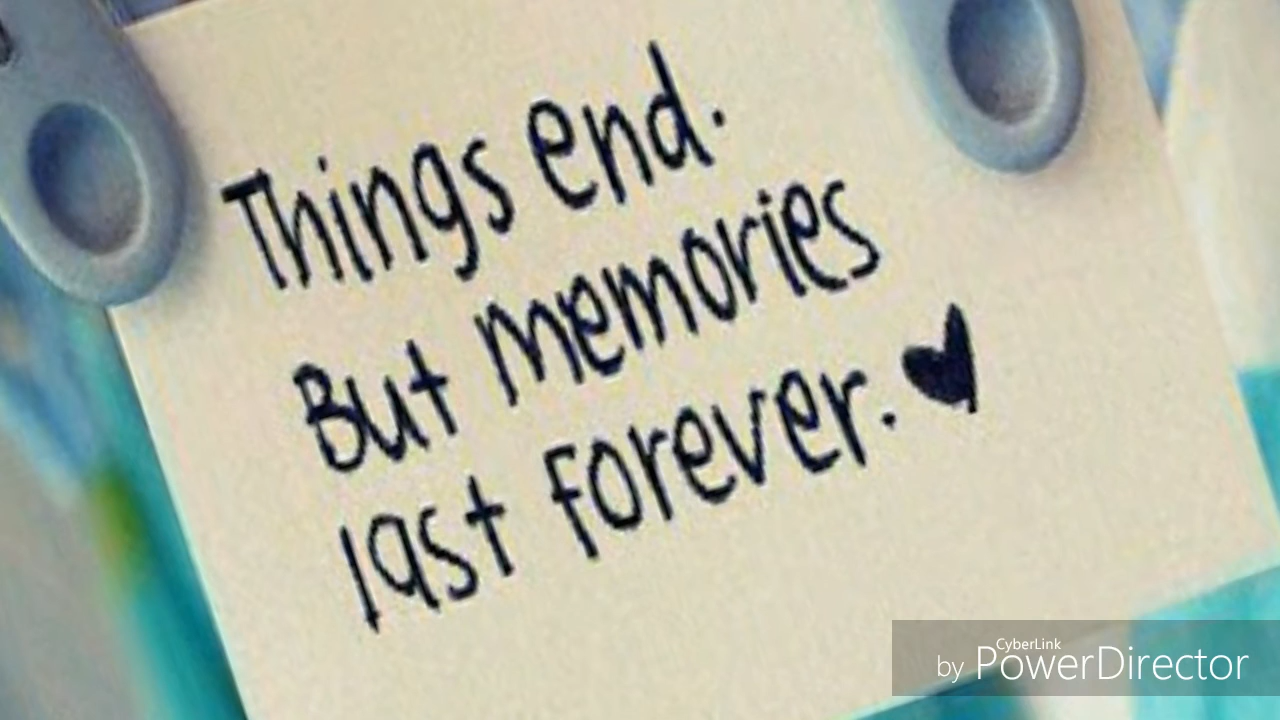 Things end.
But memories
last forever.♥
by CyberLink PowerDirector